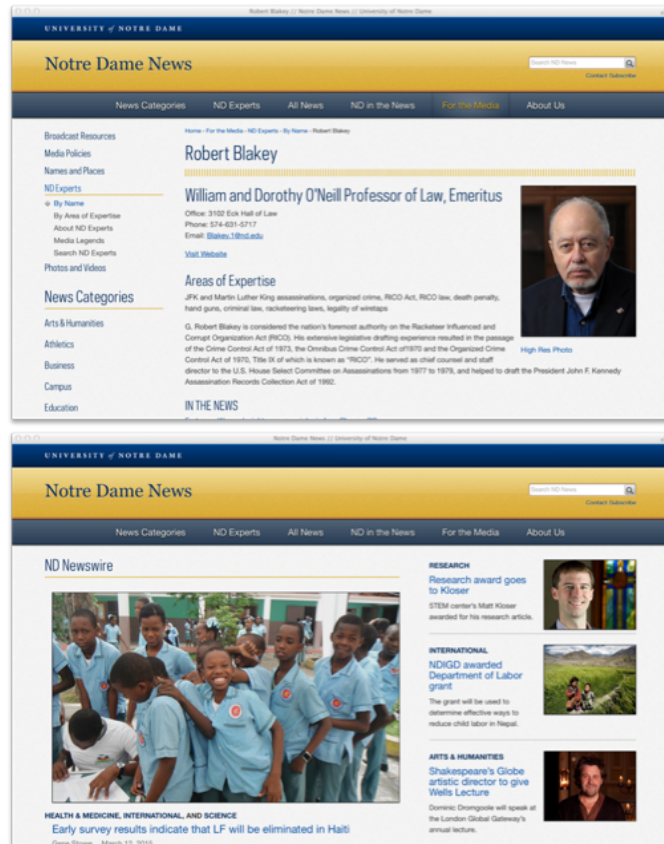 Robert Blakey // Notre Dame News // University of Notre Dame
UNIVERSITY of NOTRE DAME
Notre Dame News
Search ND News
Contact Subscribe
News Categories ND Experts All News ND in the News For the Media About Us
Broadcast Resources
Media Policies
Names and Places
ND Experts
By Name
By Area of Expertise
About ND Experts
Media Legends
Search ND Experts
Photos and Videos
News Categories
Arts & Humanities
Athletics
Business
Campus
Education
Home › For the Media › ND Experts › By Name › Robert Blakey
Robert Blakey
William and Dorothy O'Neill Professor of Law, Emeritus
Office: 3102 Eck Hall of Law
Phone: 574-631-5717
Email: Blakey.1@nd.edu
Visit Website
Areas of Expertise
JFK and Martin Luther King assassinations, organized crime, RICO Act, RICO law, death penalty,
hand guns, criminal law, racketeering laws, legality of wiretaps
G. Robert Blakey is considered the nation's foremost authority on the Racketeer Influenced and
Corrupt Organization Act (RICO). His extensive legislative drafting experience resulted in the passage
of the Crime Control Act of 1973, the Omnibus Crime Control Act of1970 and the Organized Crime
Control Act of 1970, Title IX of which is known as "RICO". He served as chief counsel and staff
director to the U.S. House Select Committee on Assassinations from 1977 to 1979, and helped to draft the President John F. Kennedy
Assassination Records Collection Act of 1992.
High Res Photo
IN THE NEWS
Notre Dame News // University of Notre Dame
UNIVERSITY of NOTRE DAME
Notre Dame News
Search ND News
Contact Subscribe
News Categories ND Experts All News ND in the News For the Media About Us
ND Newswire
HEALTH & MEDICINE, INTERNATIONAL, AND SCIENCE
Early survey results indicate that LF will be eliminated in Haiti
Gene Stowe March 12, 2015
RESEARCH
Research award goes
to Kloser
STEM center's Matt Kloser
awarded for his research article.
INTERNATIONAL
NDIGD awarded
Department of Labor
grant
The grant will be used to
determine effective ways to
reduce child labor in Nepal.
ARTS & HUMANITIES
Shakespeare's Globe
artistic director to give
Wells Lecture
Dominic Dromgoole will speak at
the London Global Gateway's
annual lecture.